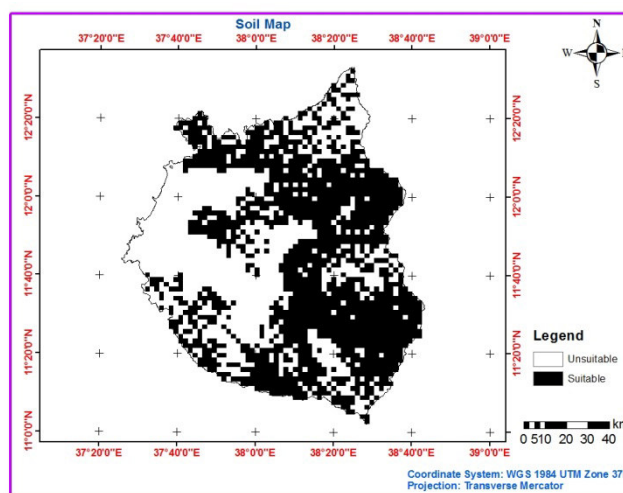 Soil Map
37°20'0"E 37°40'0"E 38°0'0"E 38°20'0"E 38°40'0"E 39°0'0"E
N
W
S
12°20'0"N 12°20'0"N
12°0'0"N 12°0'0"N
11°40'0"N 11°40'0"N
11°20'0"N 11°20'0"N
11°0'0"N 11°0'0"N
Legend
Unsuitable
Suitable
km
0 510 20 30 40
37°20'0"E 37°40'0"E 38°0'0"E 38°20'0"E 38°40'0"E 39°0'0"E
Coordinate System: WGS 1984 UTM Zone 37
Projection: Transverse Mercator